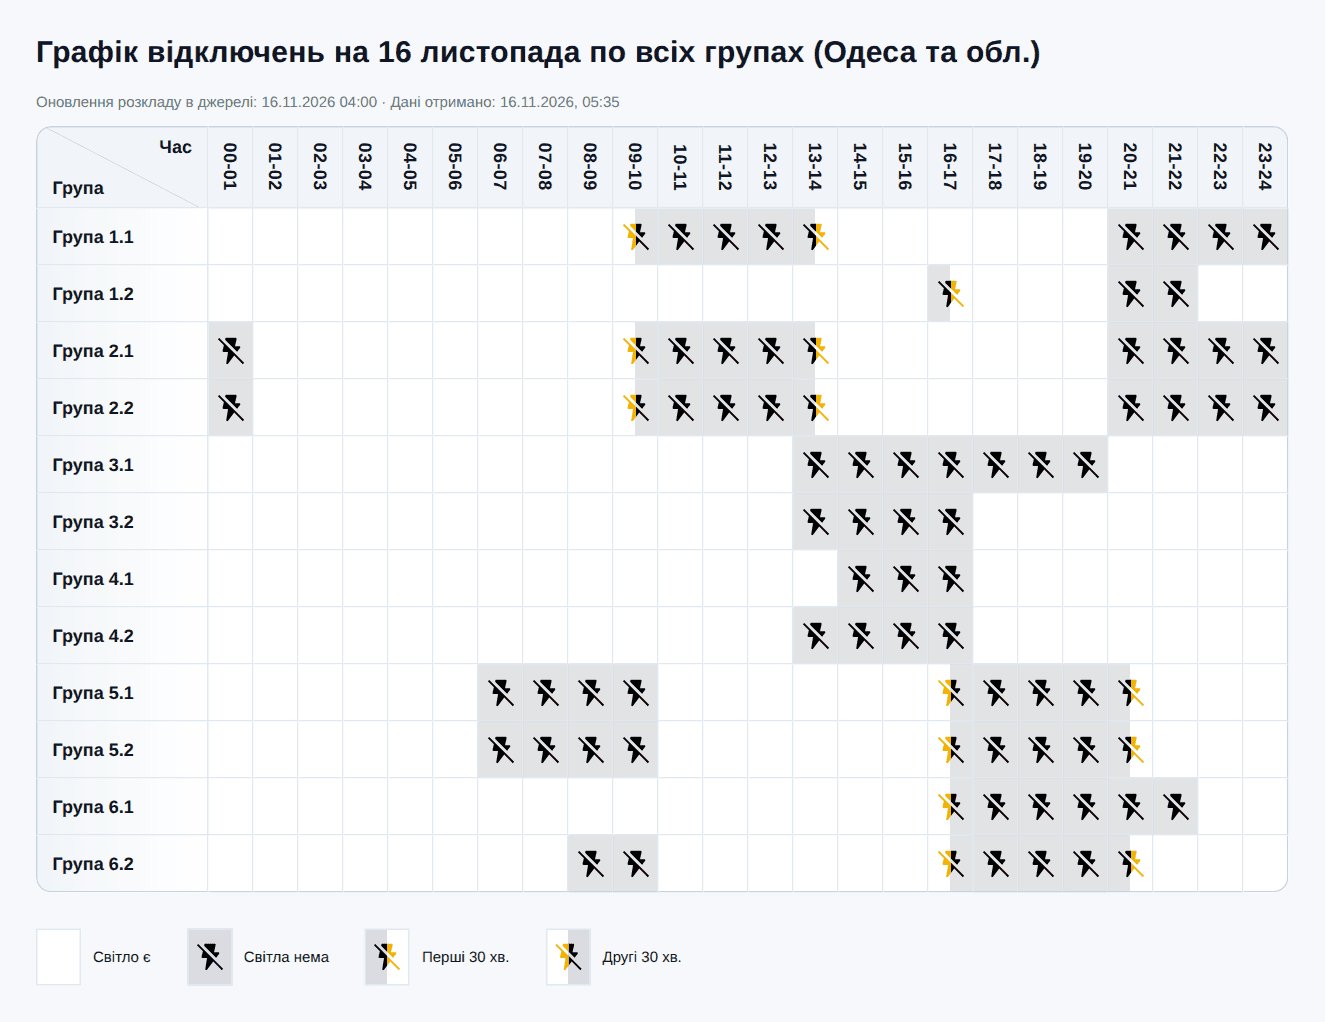 Графік відключень на 16 листопада по всіх групах (Одеса та обл.)
Оновлення розкладу в джерелі: 16.11.2026 04:00 · Дані отримано: 16.11.2026, 05:35
Час
Група
00-01 01-02 02-03 03-04 04-05 05-06 06-07 07-08 08-09 09-10 10-11 11-12 12-13 13-14 14-15 15-16 16-17 17-18 18-19 19-20 20-21 21-22 22-23 23-24
Група 1.1
Група 1.2
Група 2.1
Група 2.2
Група 3.1
Група 3.2
Група 4.1
Група 4.2
Група 5.1
Група 5.2
Група 6.1
Група 6.2
Світло є Світла нема Перші 30 хв. Другі 30 хв.